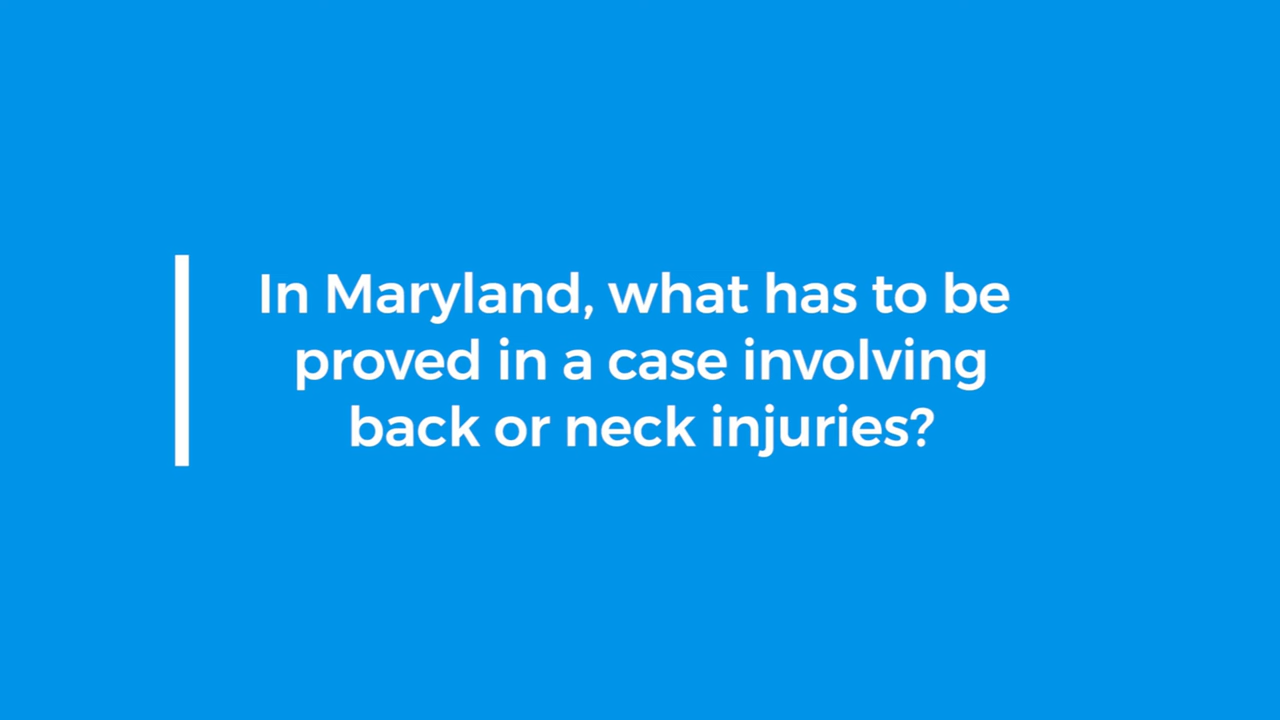 In Maryland, what has to be
proved in a case involving
back or neck injuries?